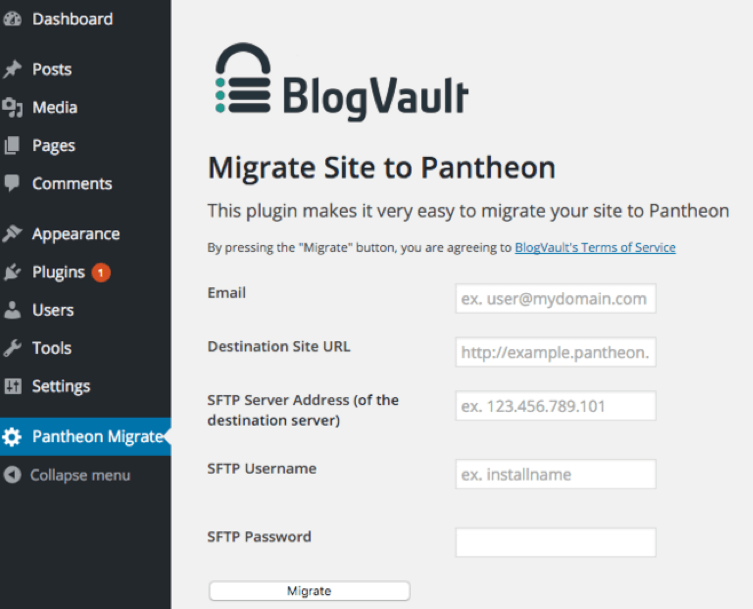 Dashboard
Posts
Media
Pages
Comments
Appearance
Plugins 1
Users
Tools
Settings
Pantheon Migrate
Collapse menu
BlogVault
Migrate Site to Pantheon
This plugin makes it very easy to migrate your site to Pantheon
By pressing the "Migrate" button, you are agreeing to BlogVault's Terms of Service
Email
ex. user@mydomain.com
Destination Site URL
http://example.pantheon.
SFTP Server Address (of the
destination server)
ex. 123.456.789.101
SFTP Username
ex. installname
SFTP Password
Migrate